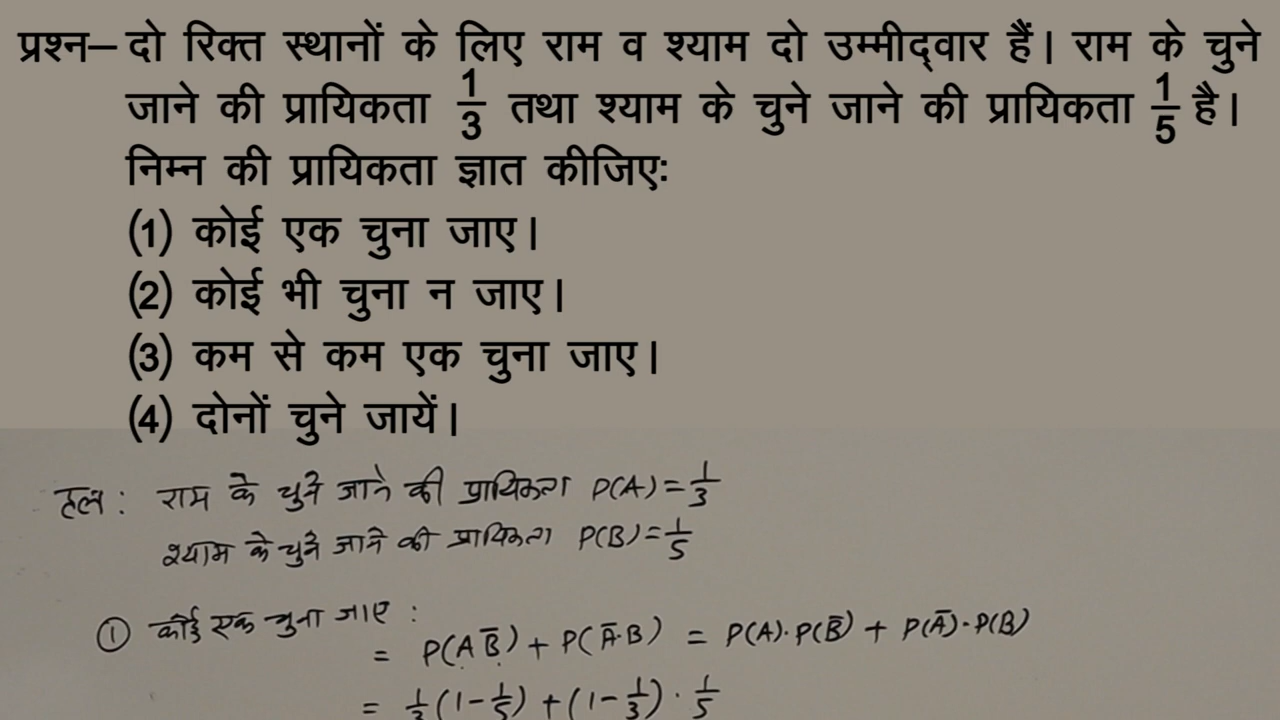 प्रश्न– दो रिक्त स्थानों के लिए राम व श्याम दो उम्मीद्वार हैं। राम के चुने
जाने की प्रायिकता 1/3 तथा श्याम के चुने जाने की प्रायिकता 1/5 है।
निम्न की प्रायिकता ज्ञात कीजिएः
(1) कोई एक चुना जाए।
(2) कोई भी चुना न जाए।
(3) कम से कम एक चुना जाए।
(4) दोनों चुने जायें।
हल : राम के चुने जाने की प्रायिकता P(A)=1/3
श्याम के चुने जाने की प्रायिकता P(B)=1/5
① कोई एक चुना जाए :
= P(AB̅) + P(A̅·B) = P(A)·P(B̅) + P(A̅)·P(B)
= 1/3(1-1/5) + (1-1/3)·1/5